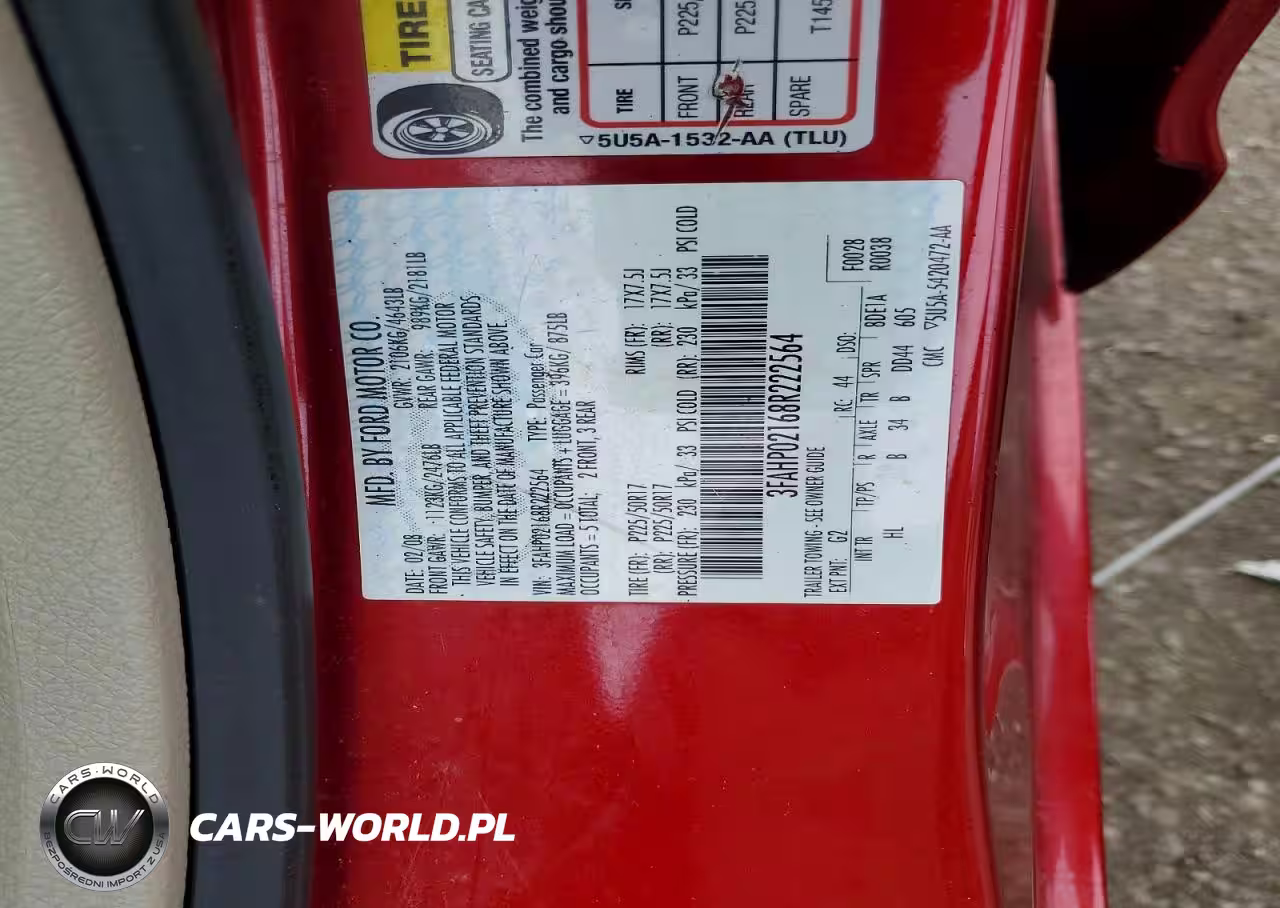 TIRE
SEATING CA
The combined weig
and cargo shou
TIRE
FRONT P225
REAR P225
SPARE T145
5U5A-1532-AA (TLU)
MFD. BY FORD MOTOR CO.
DATE: 02/08 GVWR: 2106KG/4643LB
FRONT GAWR: 1123KG/2476LB REAR GAWR: 989KG/2181LB
THIS VEHICLE CONFORMS TO ALL APPLICABLE FEDERAL MOTOR
VEHICLE SAFETY, BUMPER, AND THEFT PREVENTION STANDARDS
IN EFFECT ON THE DATE OF MANUFACTURE SHOWN ABOVE.
VIN: 3FAHP02168R222564 TYPE: Passenger Car
MAXIMUM LOAD = OCCUPANTS + LUGGAGE = 396KG/ 875LB
OCCUPANTS = 5 TOTAL; 2 FRONT, 3 REAR
TIRE (FR): P225/50R17 RIMS (FR): 17X7.5J
(RR): P225/50R17 (RR): 17X7.5J
PRESSURE (FR): 230 kPa/ 33 PSI COLD (RR): 230 kPa/ 33 PSI COLD
3FAHP02168R222564
TRAILER TOWING - SEE OWNER GUIDE F0028
R0038
EXT PNT: G2 RC: 44 DSO:
INT TR TP/PS R AXLE TR SPR 8DE1A
HL B 34 B DD44 605
CMC 5U5A-5420472-AA
CARS-WORLD
CW
BEZPOŚREDNI IMPORT Z USA
CARS-WORLD.PL